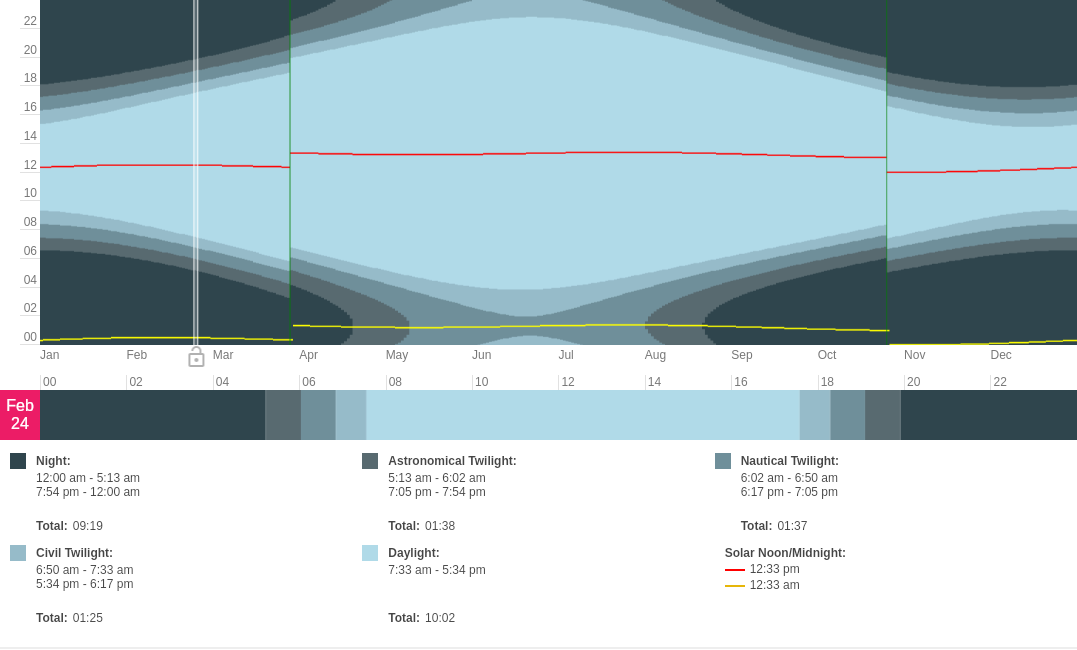 22
20
18
16
14
12
10
08
06
04
02
00
Jan Feb Mar Apr May Jun Jul Aug Sep Oct Nov Dec
00 02 04 06 08 10 12 14 16 18 20 22
Feb
24
Night:
12:00 am - 5:13 am
7:54 pm - 12:00 am
Total: 09:19
Astronomical Twilight:
5:13 am - 6:02 am
7:05 pm - 7:54 pm
Total: 01:38
Nautical Twilight:
6:02 am - 6:50 am
6:17 pm - 7:05 pm
Total: 01:37
Civil Twilight:
6:50 am - 7:33 am
5:34 pm - 6:17 pm
Total: 01:25
Daylight:
7:33 am - 5:34 pm
Total: 10:02
Solar Noon/Midnight:
12:33 pm
12:33 am